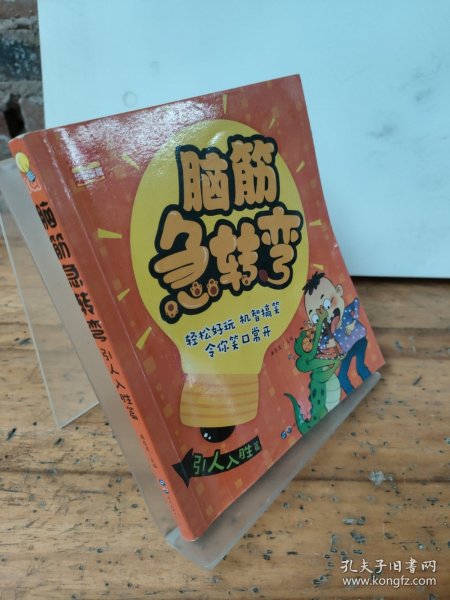 脑筋
急转弯
轻松好玩 机智搞笑
令你笑口常开
引人入胜篇
脑筋急转弯 引人入胜篇
孔夫子旧书网
www.kongfz.com